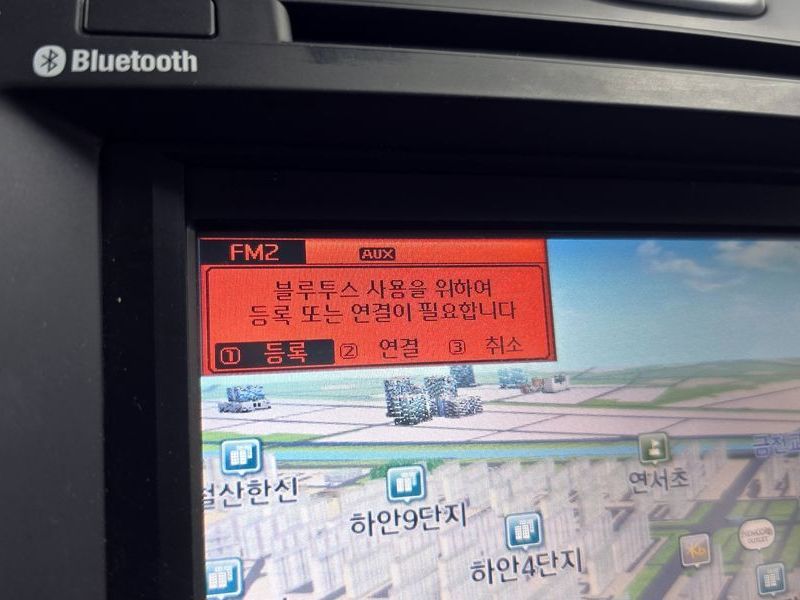 Bluetooth
FM2
AUX
블루투스 사용을 위하여
등록 또는 연결이 필요합니다
① 등록 ② 연결 ③ 취소
철산한신
하안9단지
하안4단지
연서초